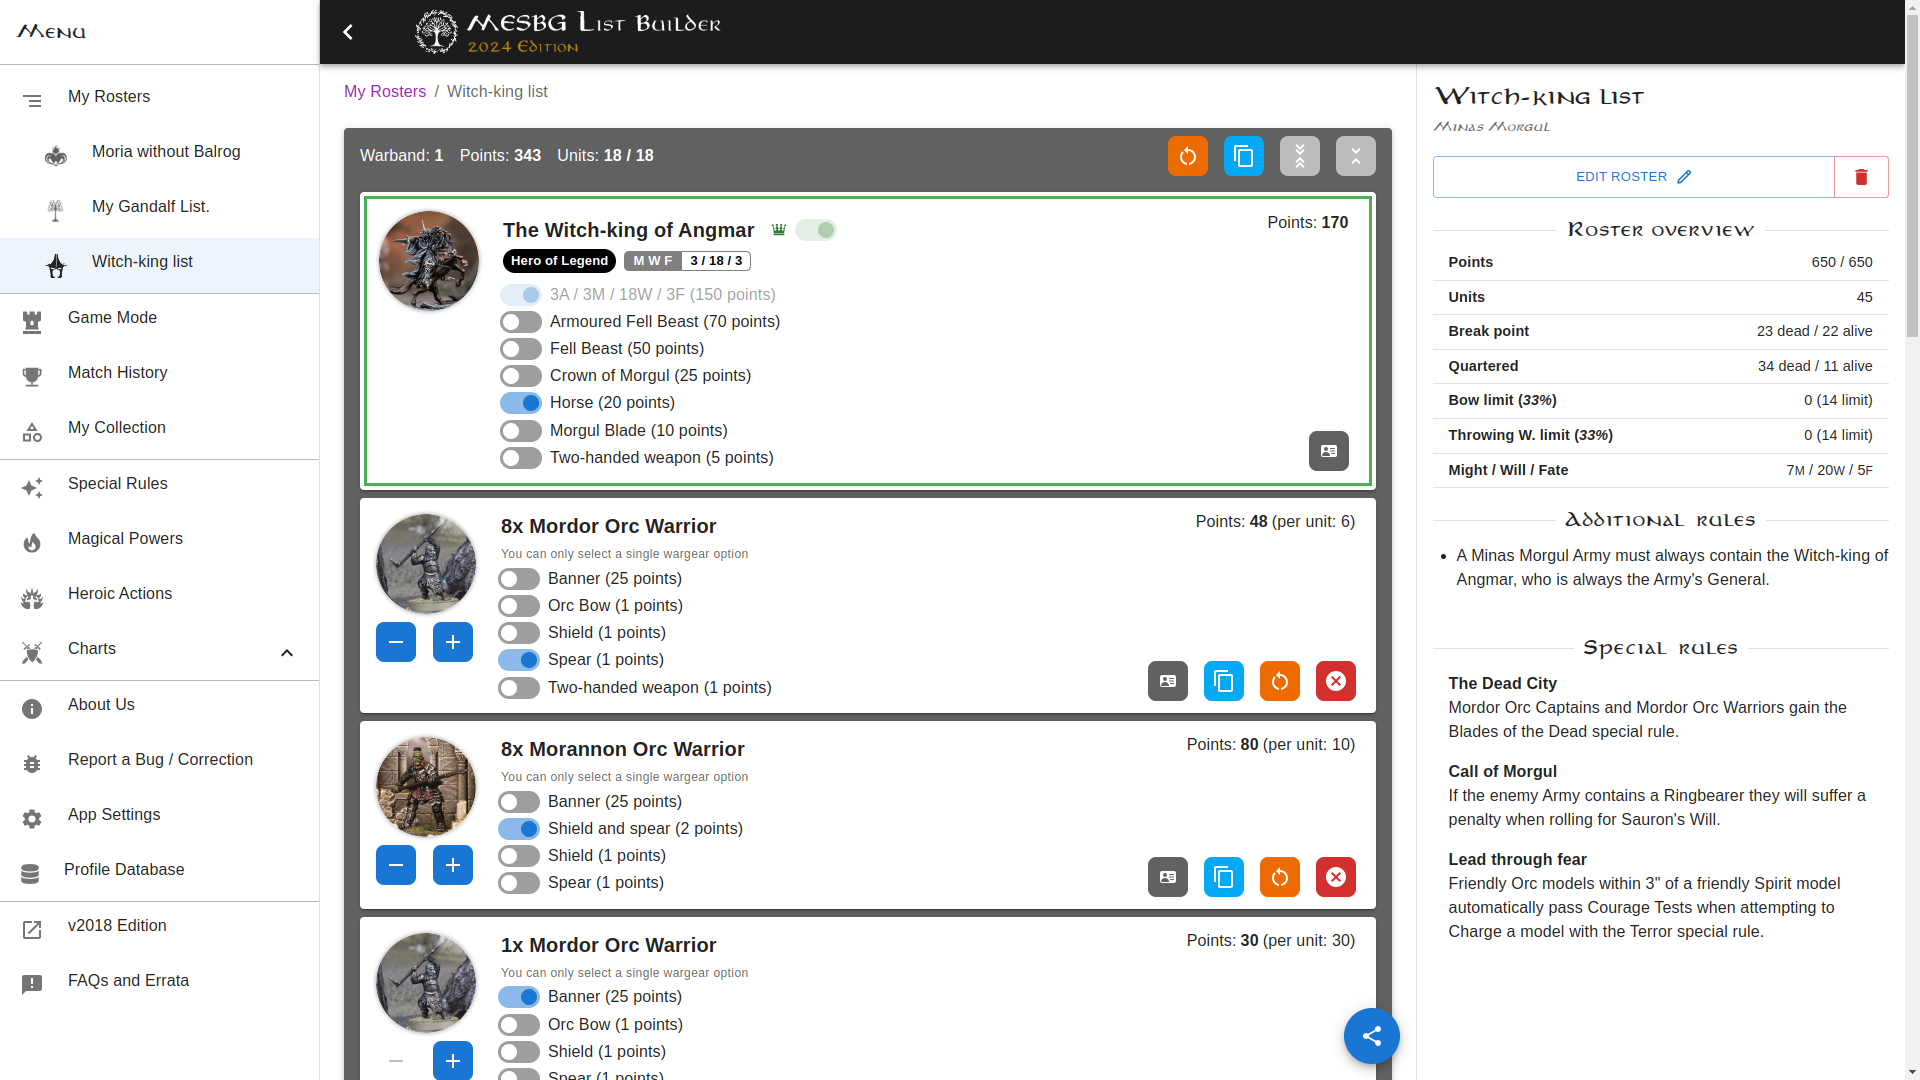 Menu
My Rosters
Moria without Balrog
My Gandalf List.
Witch-king list
Game Mode
Match History
My Collection
Special Rules
Magical Powers
Heroic Actions
Charts
About Us
Report a Bug / Correction
App Settings
Profile Database
v2018 Edition
FAQs and Errata
MESBG List Builder
2024 Edition
My Rosters / Witch-king list
Warband: 1 Points: 343 Units: 18 / 18
The Witch-king of Angmar
Points: 170
Hero of Legend M W F 3 / 18 / 3
3A / 3M / 18W / 3F (150 points)
Armoured Fell Beast (70 points)
Fell Beast (50 points)
Crown of Morgul (25 points)
Horse (20 points)
Morgul Blade (10 points)
Two-handed weapon (5 points)
8x Mordor Orc Warrior
Points: 48 (per unit: 6)
You can only select a single wargear option
Banner (25 points)
Orc Bow (1 points)
Shield (1 points)
Spear (1 points)
Two-handed weapon (1 points)
8x Morannon Orc Warrior
Points: 80 (per unit: 10)
You can only select a single wargear option
Banner (25 points)
Shield and spear (2 points)
Shield (1 points)
Spear (1 points)
1x Mordor Orc Warrior
Points: 30 (per unit: 30)
You can only select a single wargear option
Banner (25 points)
Orc Bow (1 points)
Shield (1 points)
Spear (1 points)
Witch-king list
Minas Morgul
EDIT ROSTER
Roster overview
Points 650 / 650
Units 45
Break point 23 dead / 22 alive
Quartered 34 dead / 11 alive
Bow limit (33%) 0 (14 limit)
Throwing W. limit (33%) 0 (14 limit)
Might / Will / Fate 7M / 20W / 5F
Additional rules
• A Minas Morgul Army must always contain the Witch-king of
Angmar, who is always the Army's General.
Special rules
The Dead City
Mordor Orc Captains and Mordor Orc Warriors gain the
Blades of the Dead special rule.
Call of Morgul
If the enemy Army contains a Ringbearer they will suffer a
penalty when rolling for Sauron's Will.
Lead through fear
Friendly Orc models within 3" of a friendly Spirit model
automatically pass Courage Tests when attempting to
Charge a model with the Terror special rule.